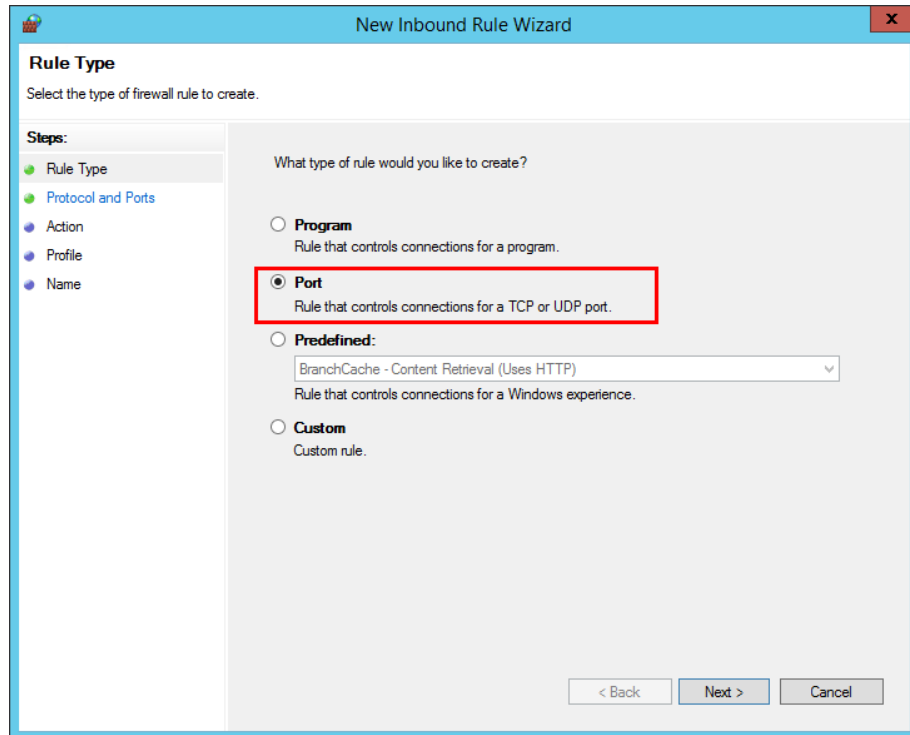 New Inbound Rule Wizard
x
Rule Type
Select the type of firewall rule to create.
Steps:
Rule Type
Protocol and Ports
Action
Profile
Name
What type of rule would you like to create?
Program
Rule that controls connections for a program.
Port
Rule that controls connections for a TCP or UDP port.
Predefined:
BranchCache - Content Retrieval (Uses HTTP)
Rule that controls connections for a Windows experience.
Custom
Custom rule.
< Back
Next >
Cancel